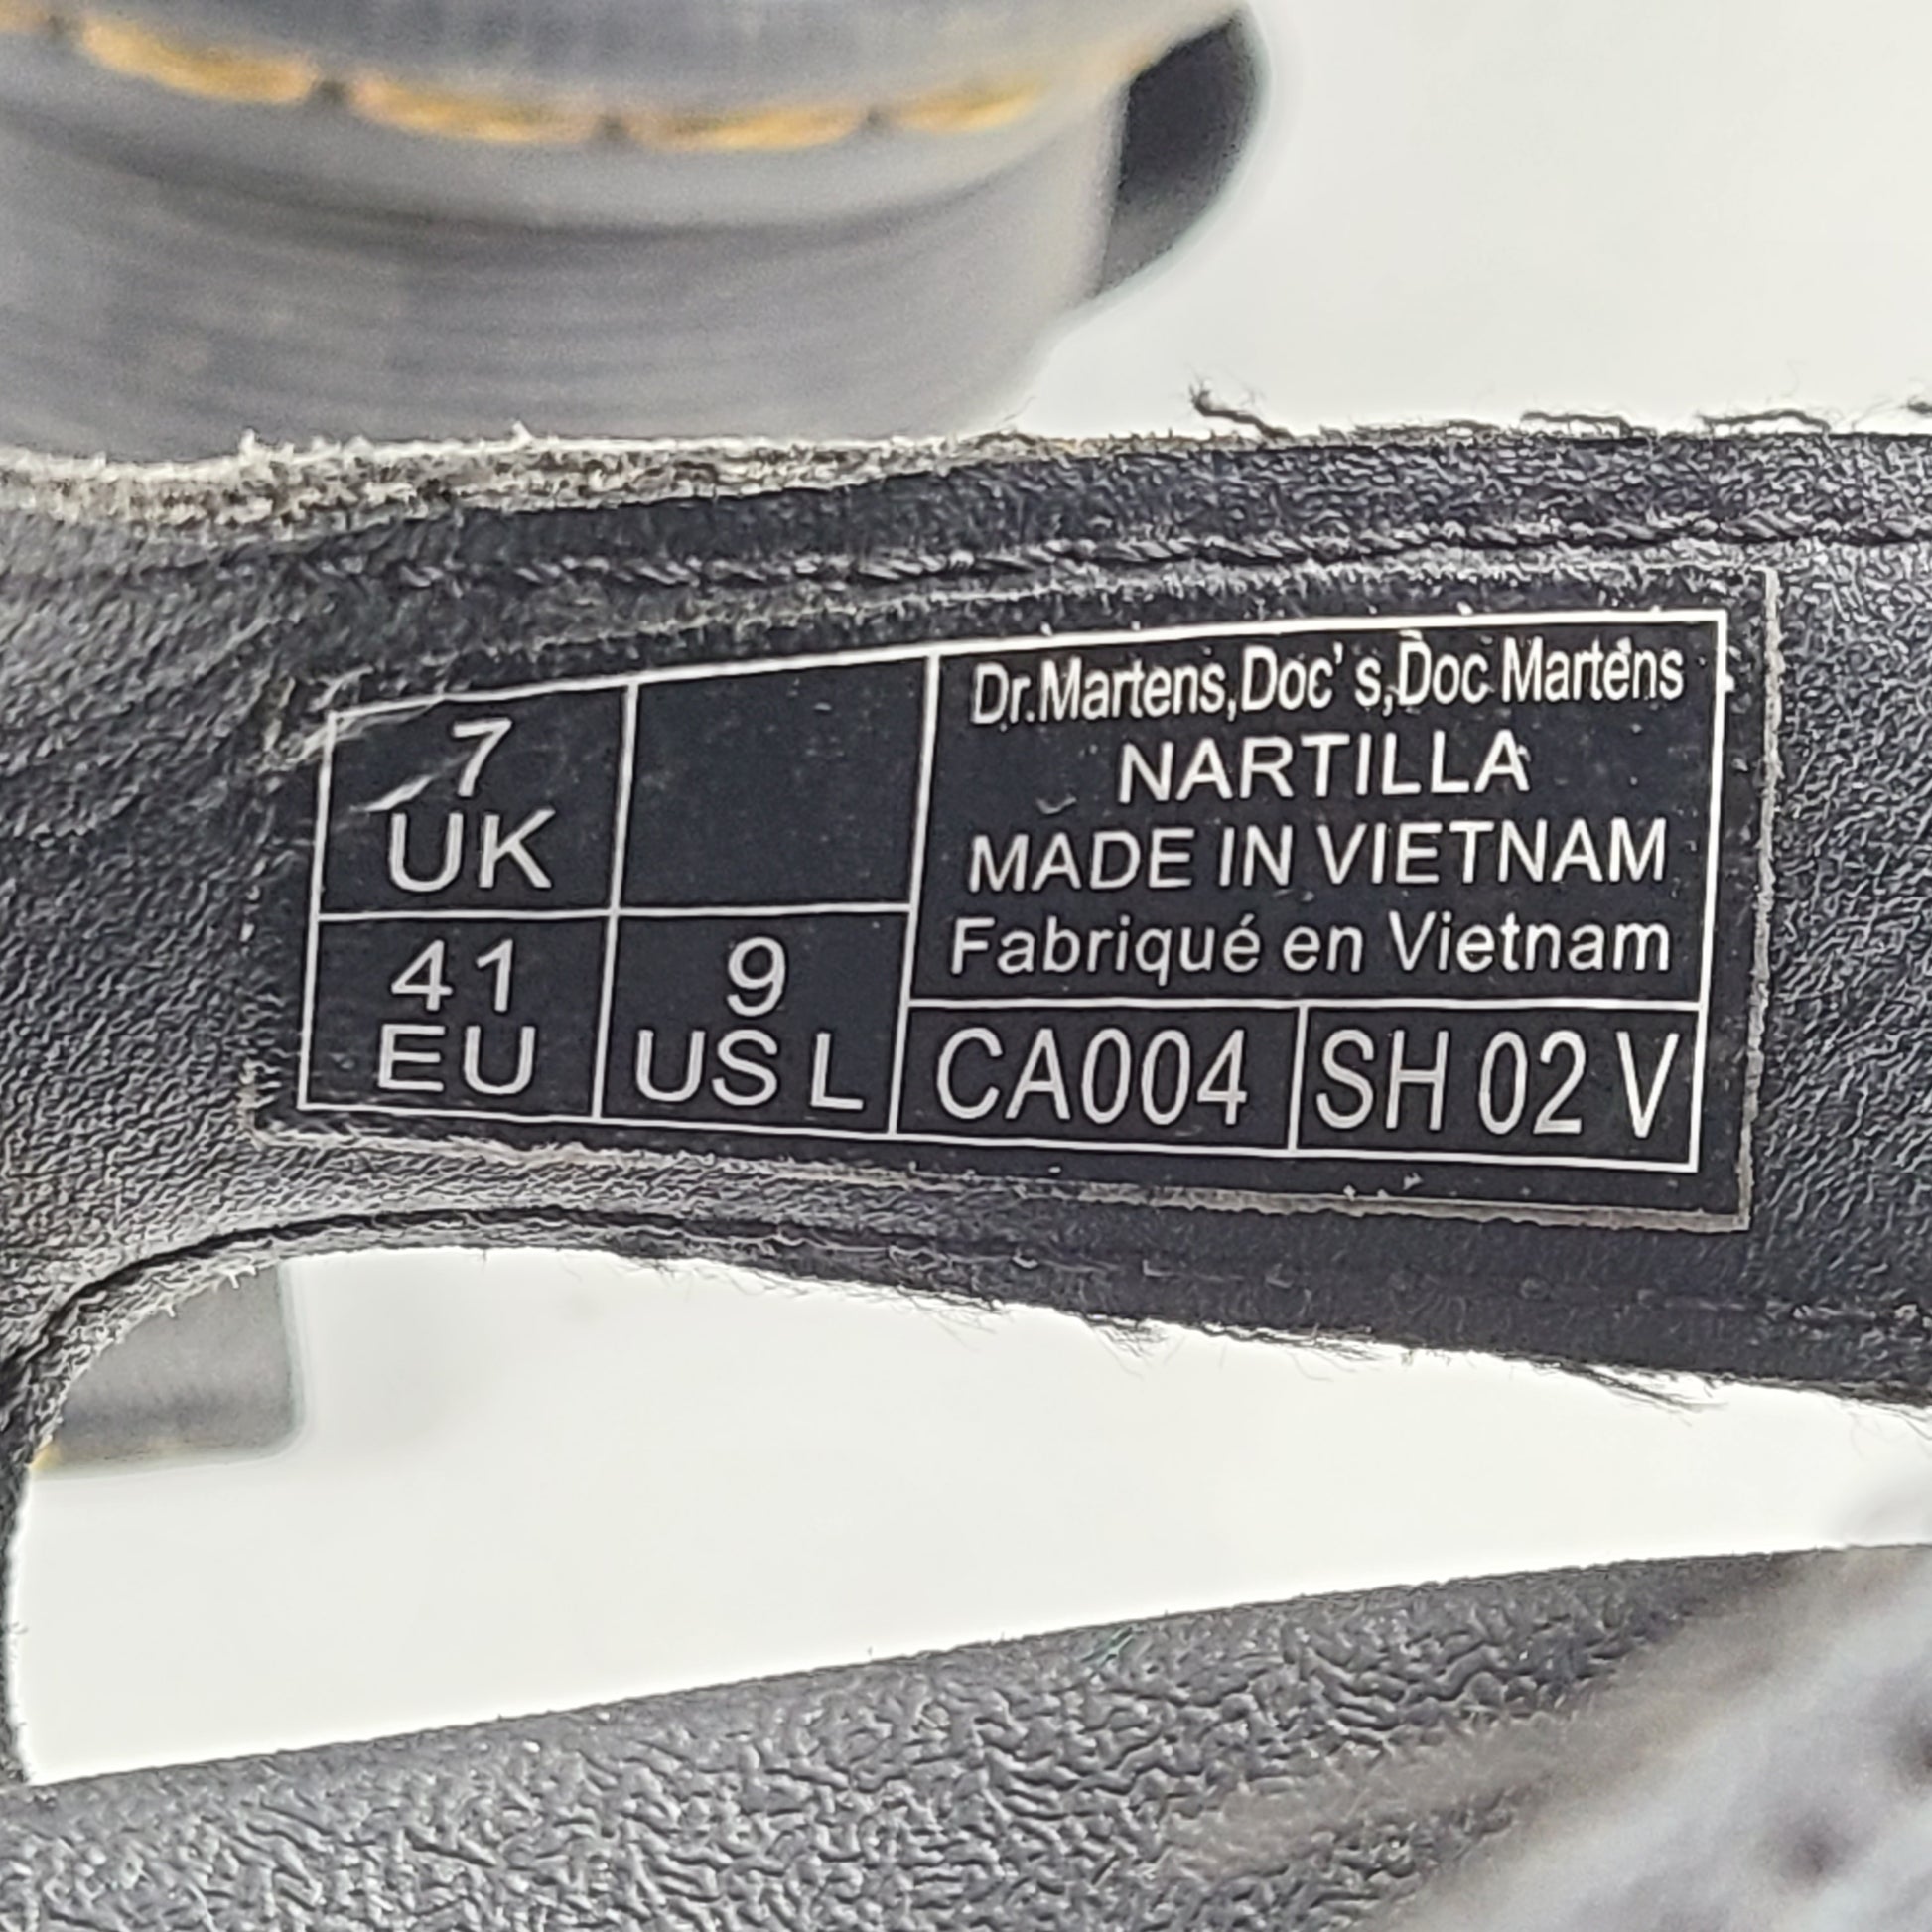 7
UK
41
EU
9
US L
Dr.Martens,Doc's,Doc Martens
NARTILLA
MADE IN VIETNAM
Fabriqué en Vietnam
CA004
SH 02 V